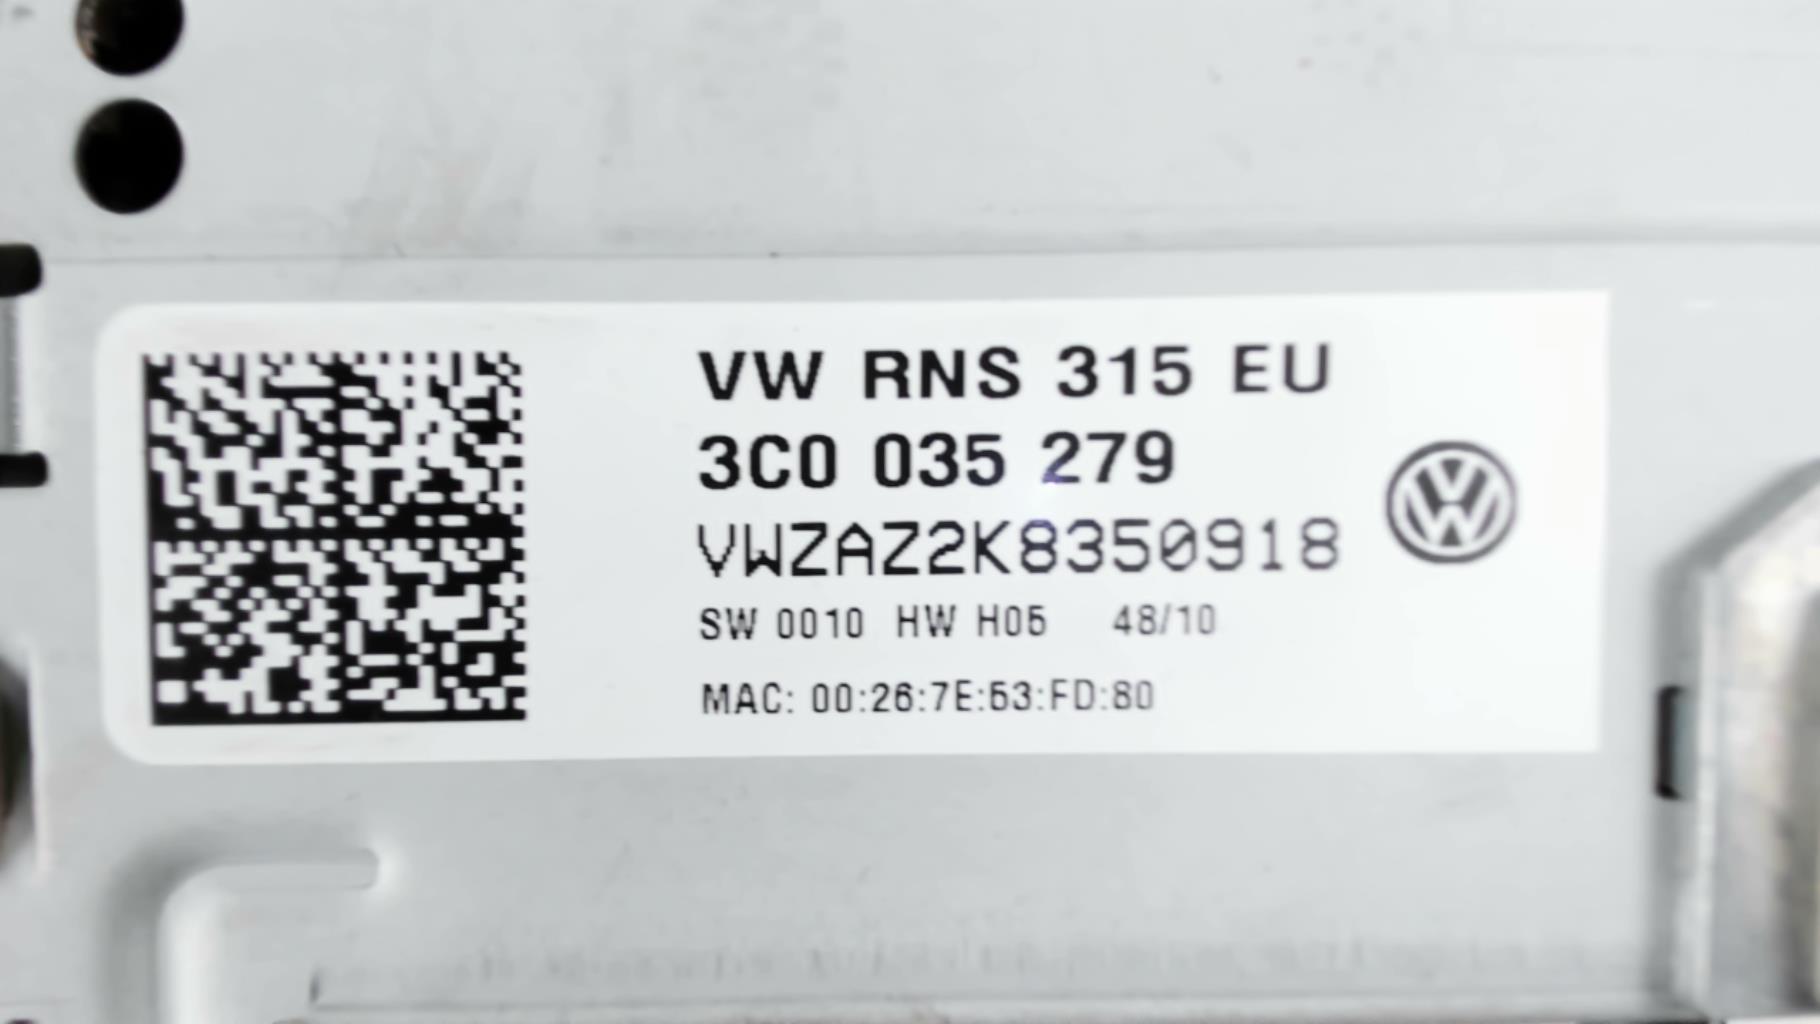 VW RNS 315 EU
3C0 035 279
VWZAZ2K8350918
SW 0010 HW H05 48/10
MAC: 00:26:7E:53:FD:80